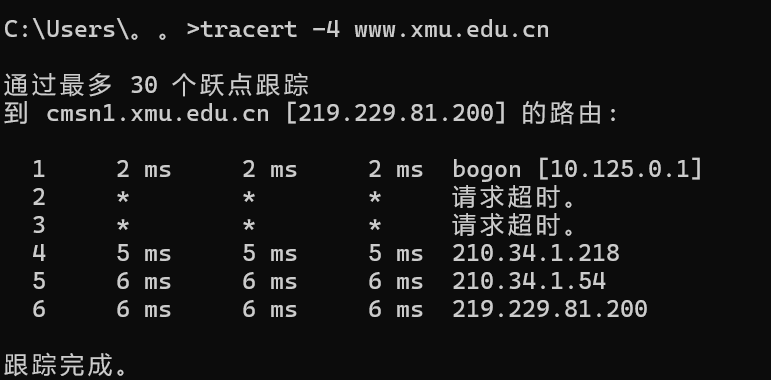 C:\Users\。。>tracert -4 www.xmu.edu.cn
通过最多 30 个跃点跟踪
到 cmsn1.xmu.edu.cn [219.229.81.200] 的路由:
1 2 ms 2 ms 2 ms bogon [10.125.0.1]
2 * * * 请求超时。
3 * * * 请求超时。
4 5 ms 5 ms 5 ms 210.34.1.218
5 6 ms 6 ms 6 ms 210.34.1.54
6 6 ms 6 ms 6 ms 219.229.81.200
跟踪完成。